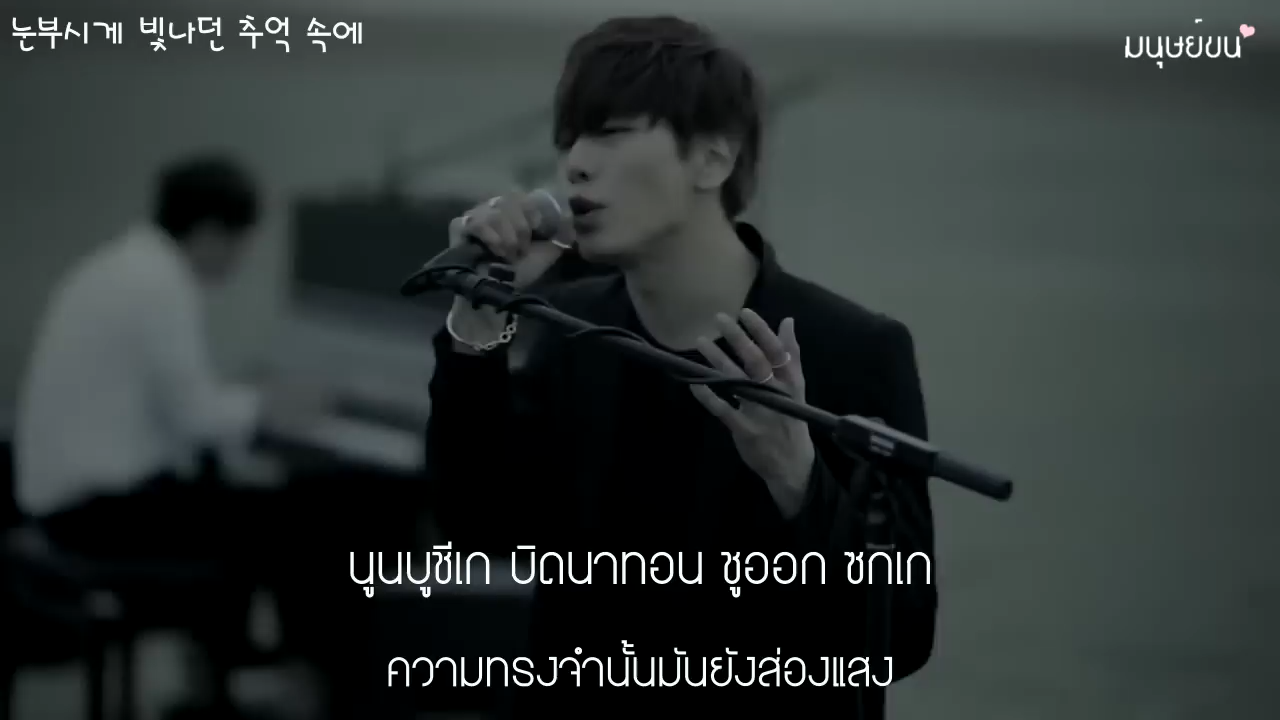 눈부시게 빛나던 추억 속에
มนุษย์ขน
นูนบูชีเก บิดนาทอน ชูออก ซกเก
ความทรงจำนั้นมันยังส่องแสง